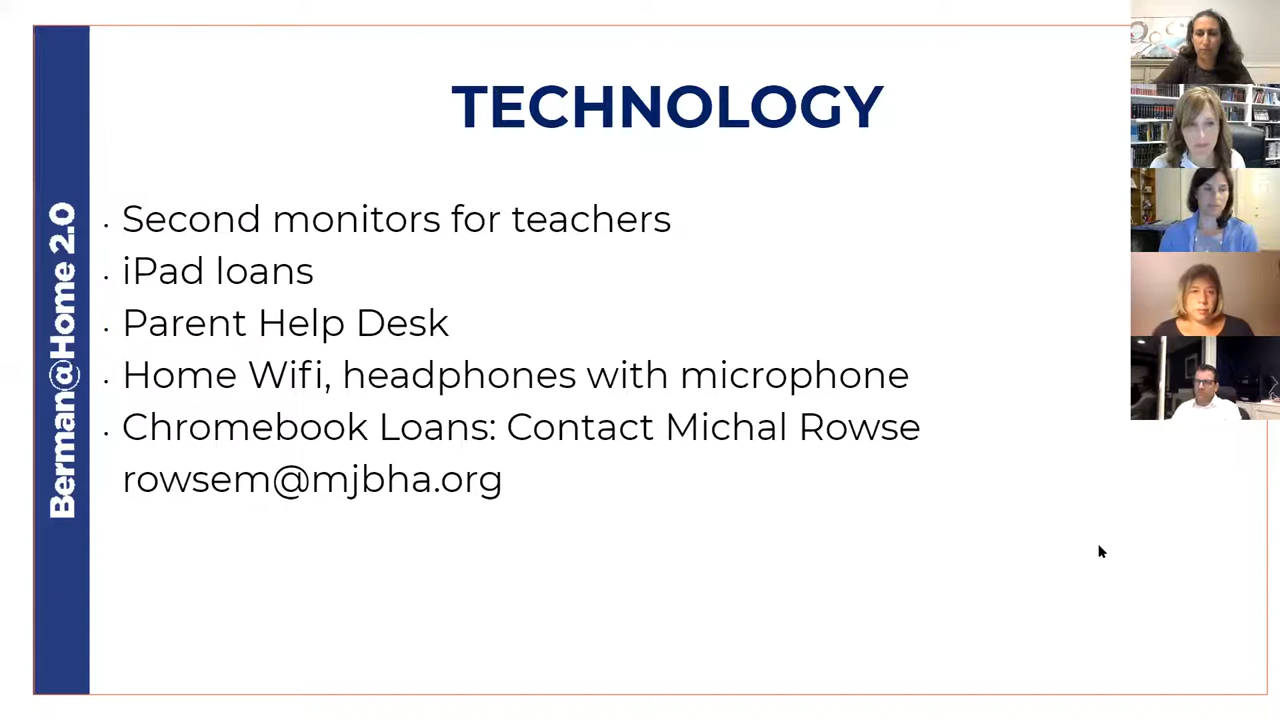 TECHNOLOGY
Berman@Home 2.0
· Second monitors for teachers
· iPad loans
· Parent Help Desk
· Home Wifi, headphones with microphone
· Chromebook Loans: Contact Michal Rowse
rowsem@mjbha.org